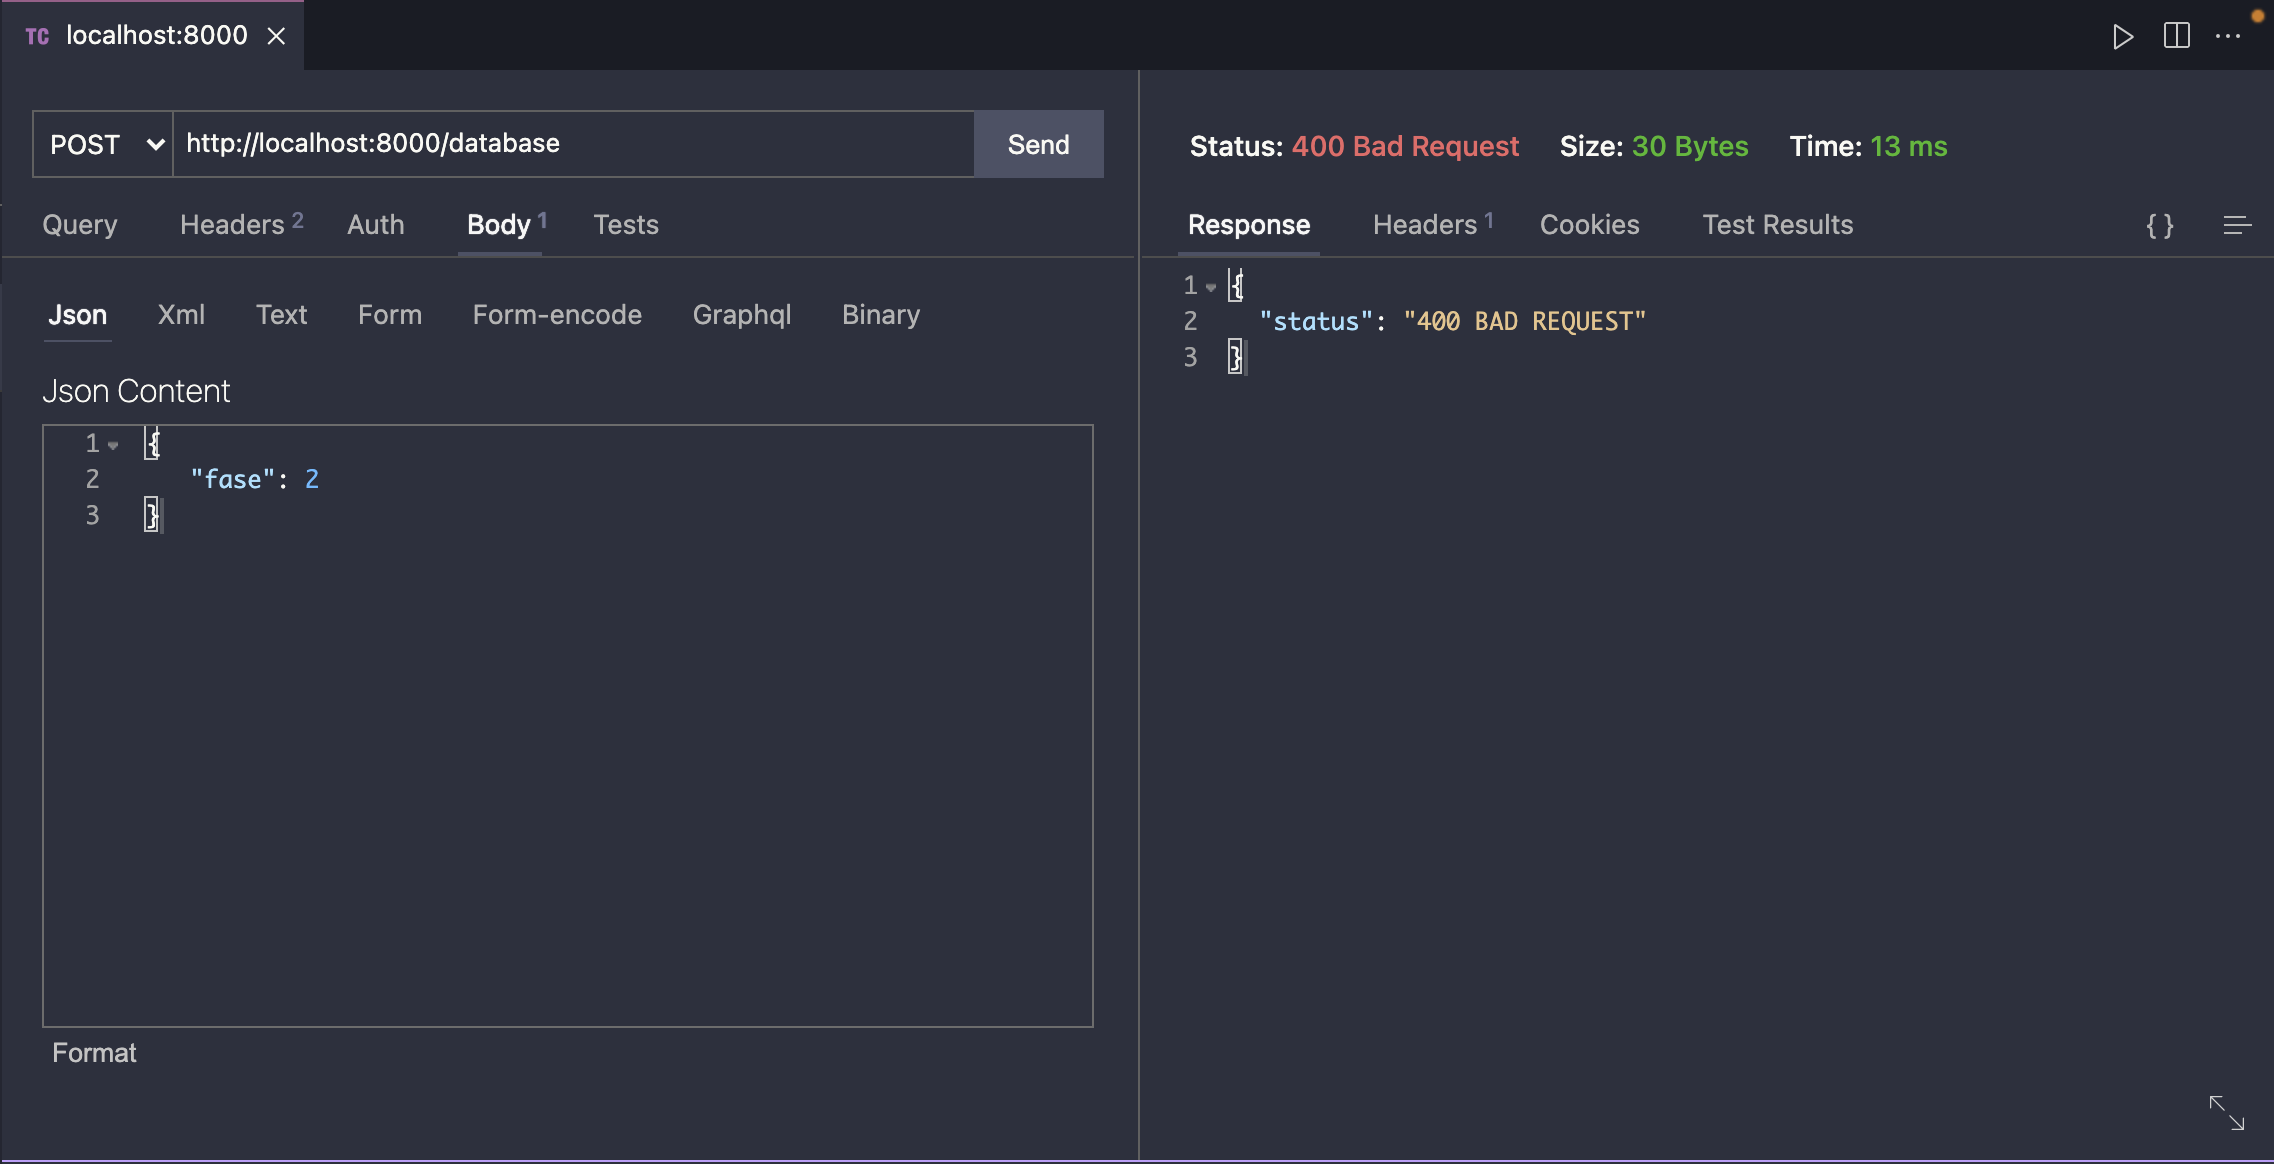 TC localhost:8000
POST http://localhost:8000/database Send
Query Headers 2 Auth Body 1 Tests
Json Xml Text Form Form-encode Graphql Binary
Json Content
1 {
2 "fase": 2
3 }
Format
Status: 400 Bad Request Size: 30 Bytes Time: 13 ms
Response Headers 1 Cookies Test Results { }
1 {
2 "status": "400 BAD REQUEST"
3 }